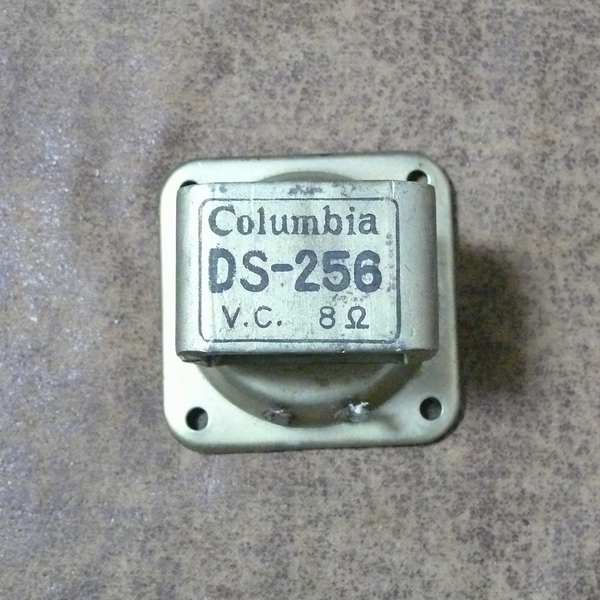 Columbia
DS-256
V.C. 8Ω